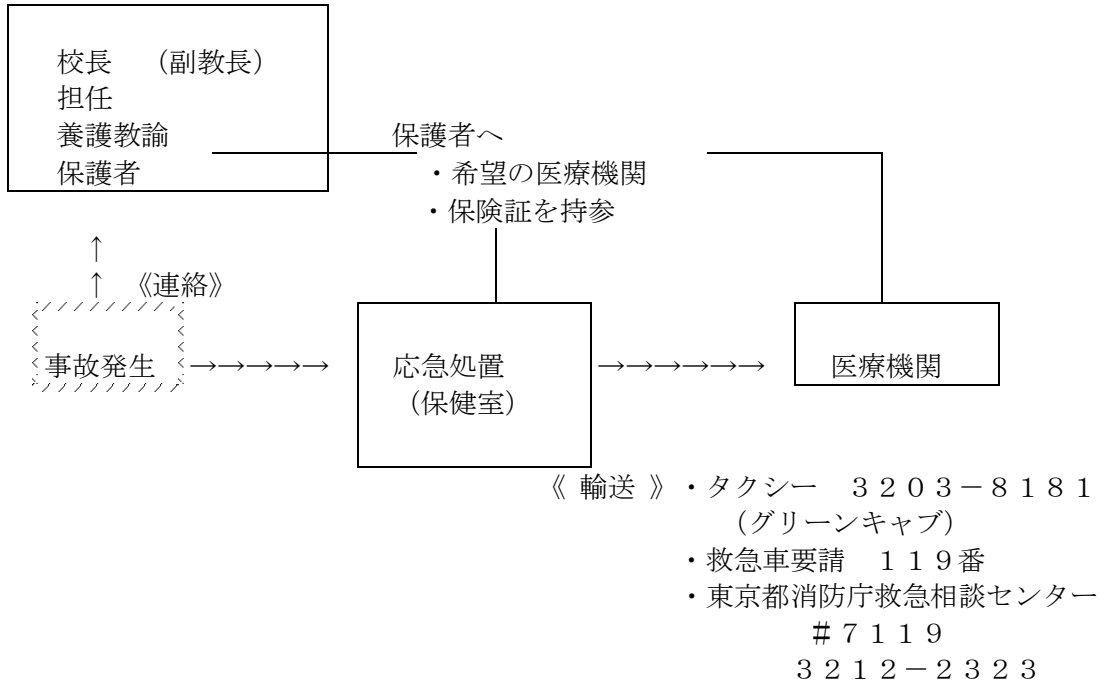 校長　（副教長）
担任
養護教諭
保護者
保護者へ
・希望の医療機関
・保険証を持参
↑
↑　《連絡》
事故発生　→→→→→　応急処置　→→→→→→　医療機関
（保健室）
《 輸送 》・タクシー　３２０３－８１８１
（グリーンキャブ）
・救急車要請　１１９番
・東京都消防庁救急相談センター
＃７１１９
３２１２－２３２３